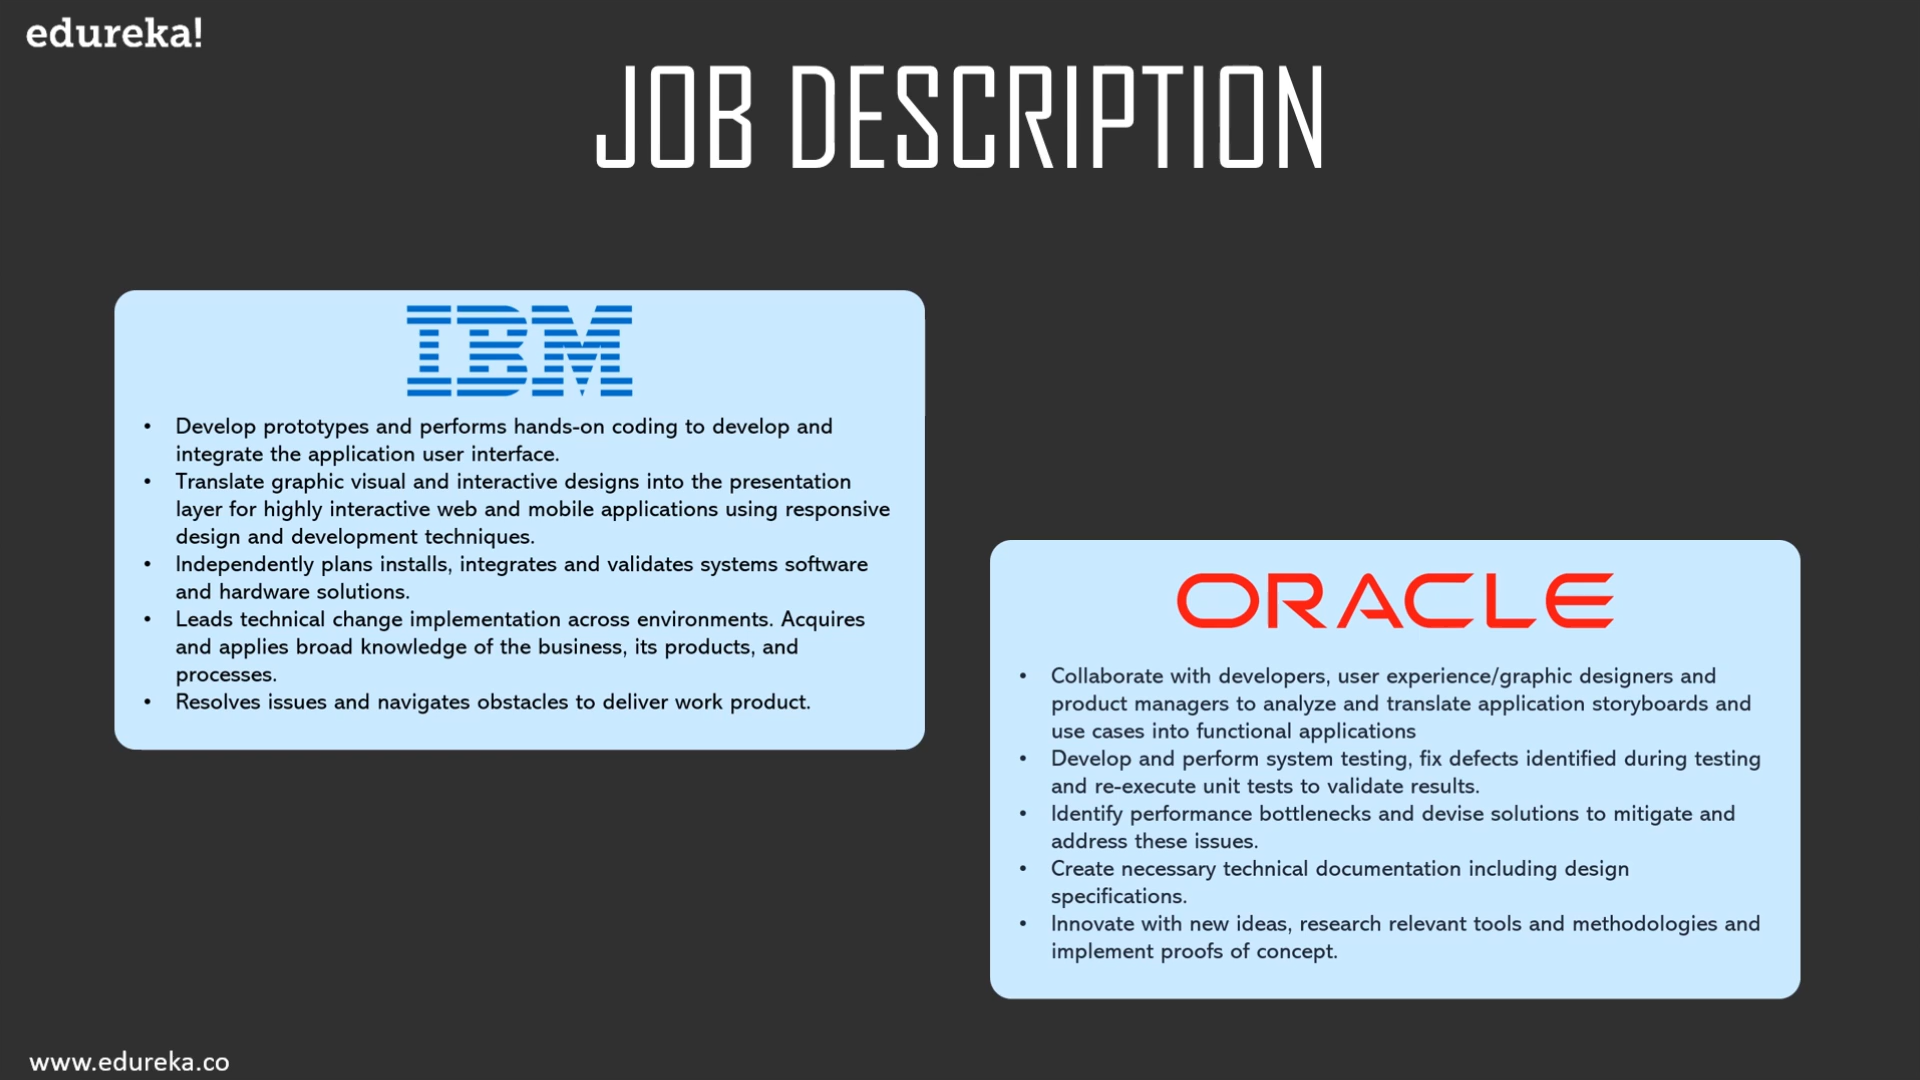 edureka!
JOB DESCRIPTION
IBM
• Develop prototypes and performs hands-on coding to develop and
integrate the application user interface.
• Translate graphic visual and interactive designs into the presentation
layer for highly interactive web and mobile applications using responsive
design and development techniques.
• Independently plans installs, integrates and validates systems software
and hardware solutions.
• Leads technical change implementation across environments. Acquires
and applies broad knowledge of the business, its products, and
processes.
• Resolves issues and navigates obstacles to deliver work product.
ORACLE
• Collaborate with developers, user experience/graphic designers and
product managers to analyze and translate application storyboards and
use cases into functional applications
• Develop and perform system testing, fix defects identified during testing
and re-execute unit tests to validate results.
• Identify performance bottlenecks and devise solutions to mitigate and
address these issues.
• Create necessary technical documentation including design
specifications.
• Innovate with new ideas, research relevant tools and methodologies and
implement proofs of concept.
www.edureka.co